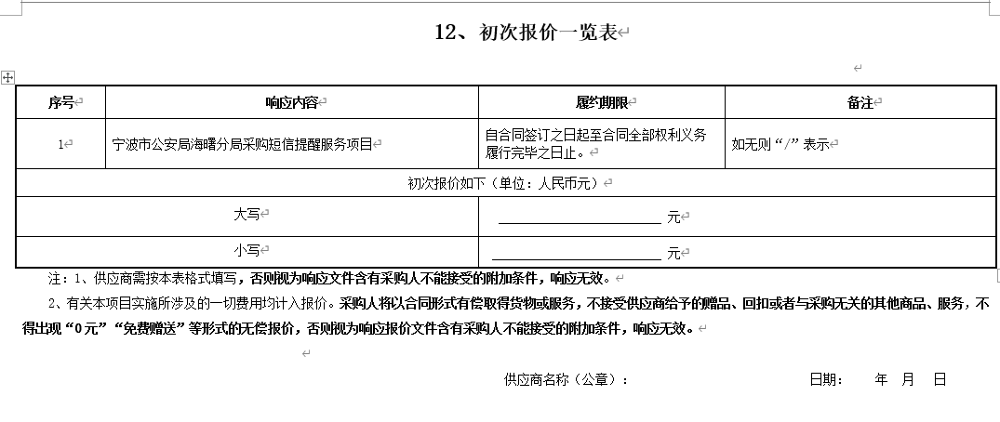 12、初次报价一览表
序号 响应内容 履约期限 备注
1 宁波市公安局海曙分局采购短信提醒服务项目 自合同签订之日起至合同全部权利义务 如无则“/”表示
履行完毕之日止。
初次报价如下（单位：人民币元）
大写 元
小写 元
注：1、供应商需按本表格式填写，否则视为响应文件含有采购人不能接受的附加条件，响应无效。
2、有关本项目实施所涉及的一切费用均计入报价。采购人将以合同形式有偿取得货物或服务，不接受供应商给予的赠品、回扣或者与采购无关的其他商品、服务，不
得出现“0元”“免费赠送”等形式的无偿报价，否则视为响应报价文件含有采购人不能接受的附加条件，响应无效。
供应商名称（公章）： 日期： 年 月 日